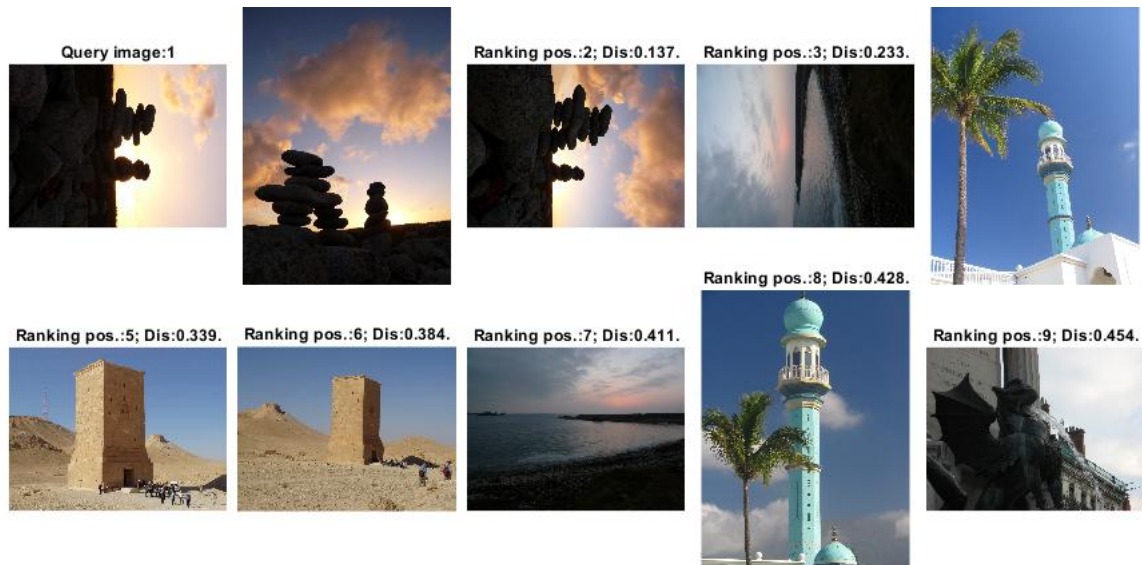 Query image:1
Ranking pos.:2; Dis:0.137.
Ranking pos.:3; Dis:0.233.
Ranking pos.:5; Dis:0.339.
Ranking pos.:6; Dis:0.384.
Ranking pos.:7; Dis:0.411.
Ranking pos.:8; Dis:0.428.
Ranking pos.:9; Dis:0.454.